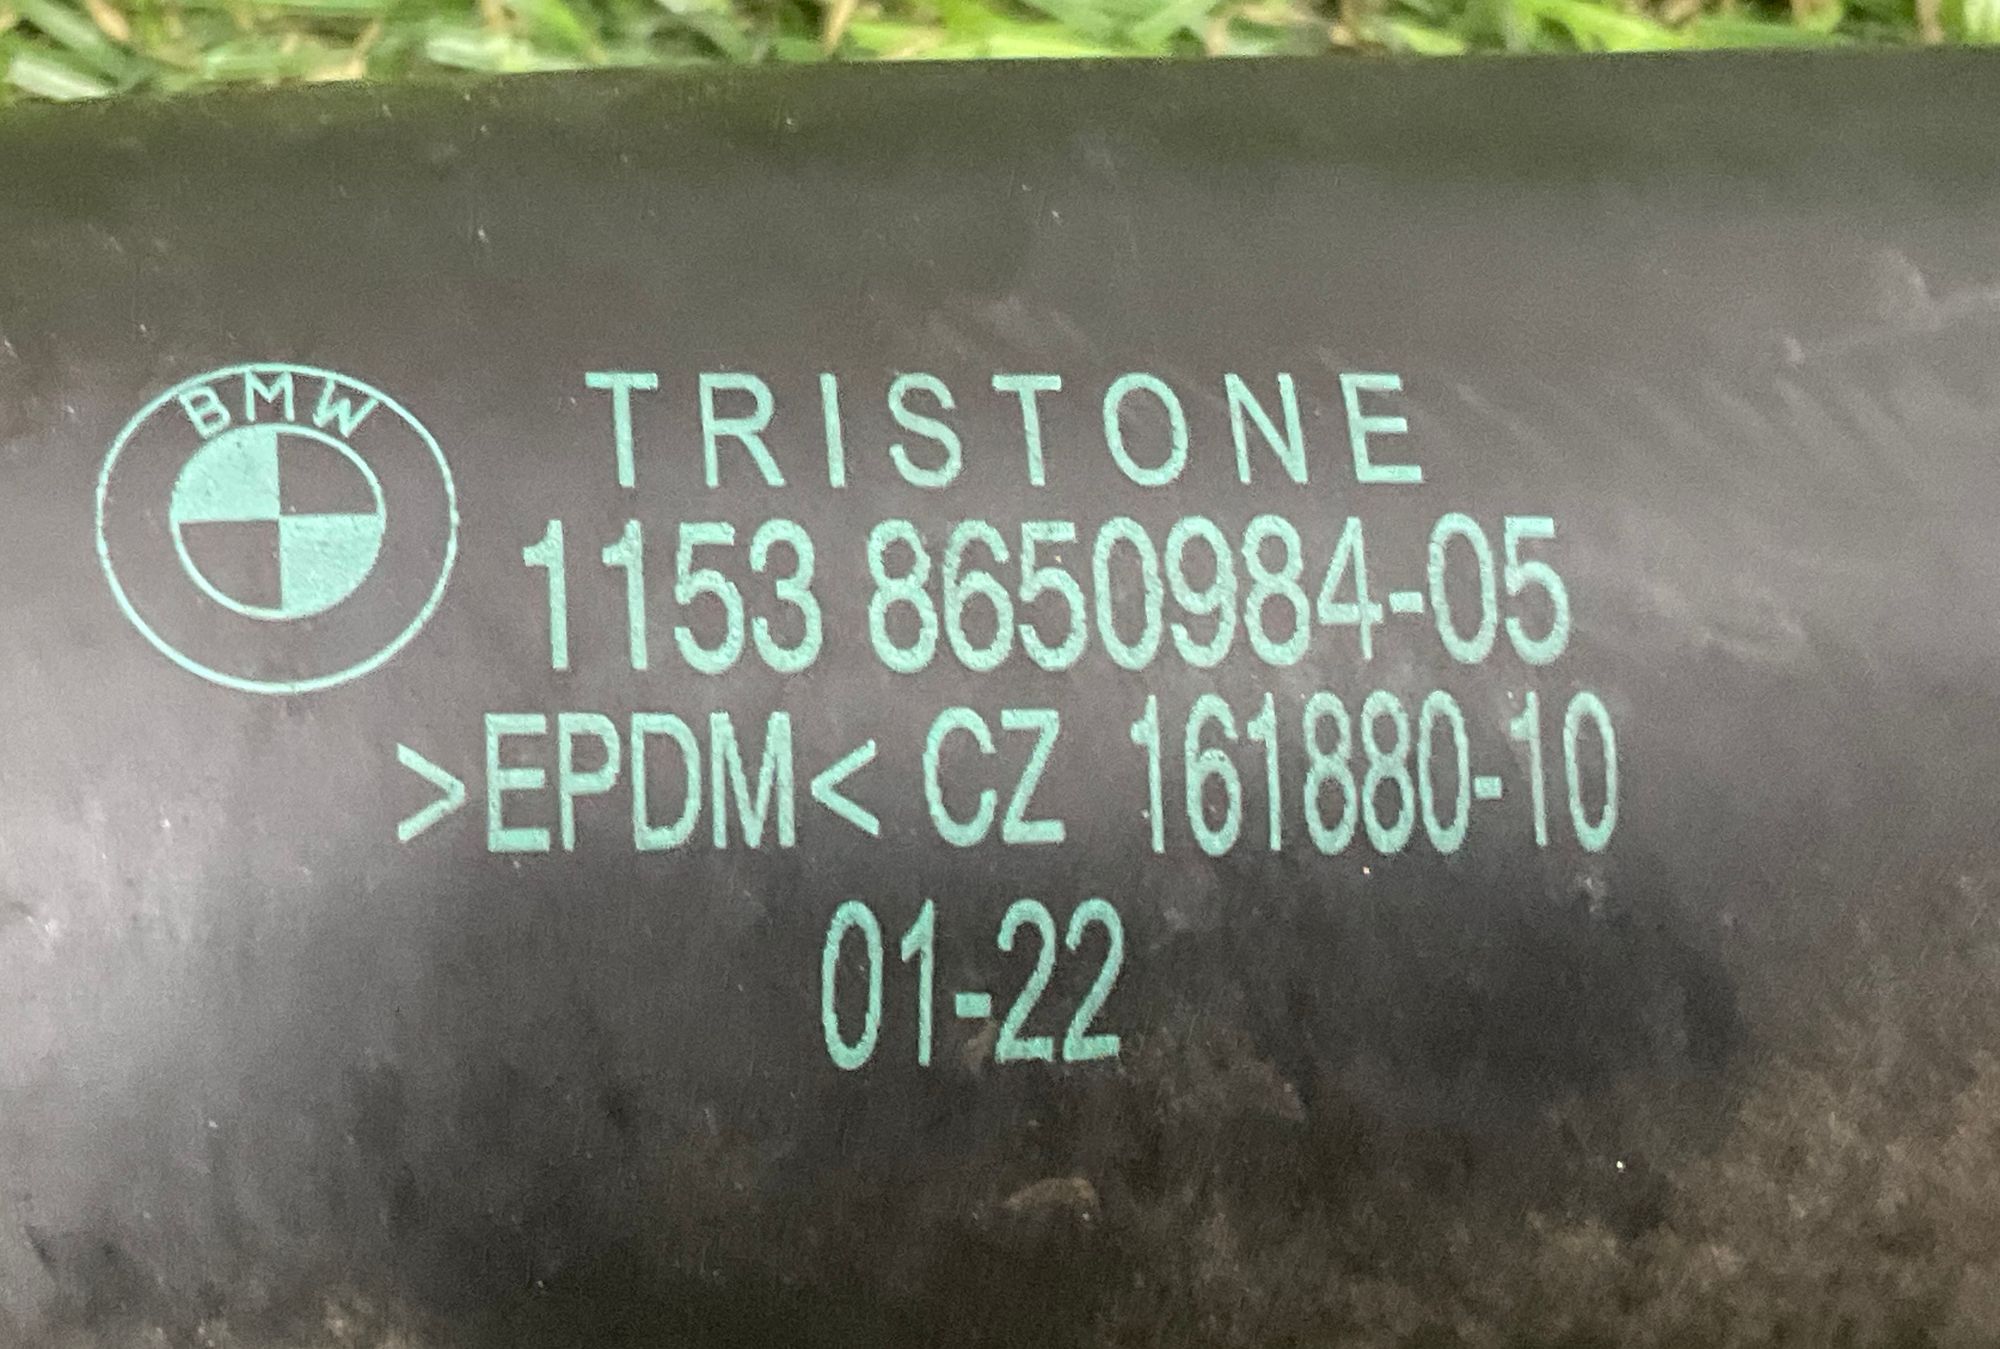 BMW
TRISTONE
1153 8650984-05
>EPDM< CZ 161880-10
01-22